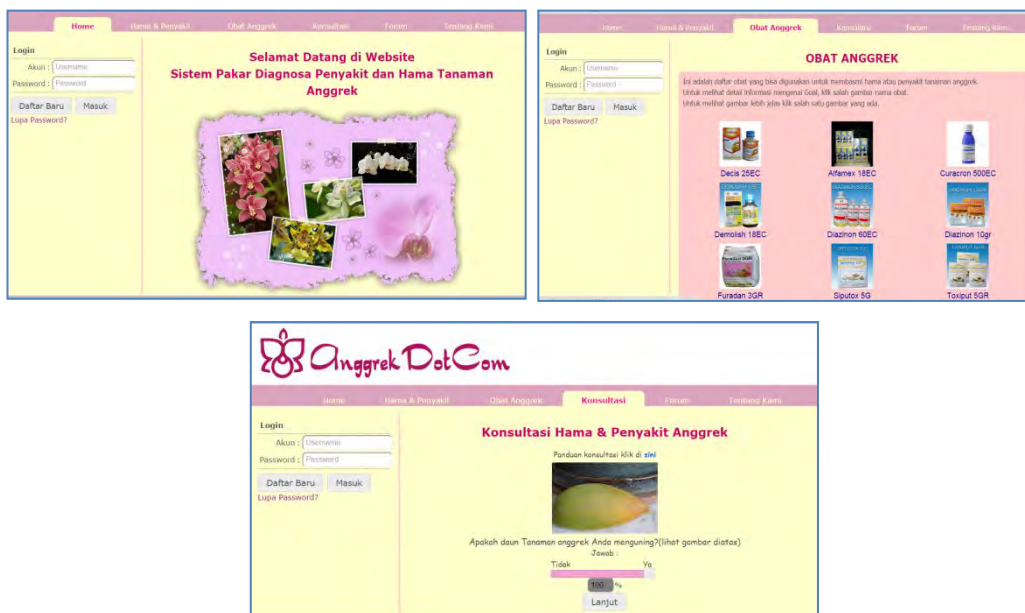 Home Hama & Penyakit Obat Anggrek Konsultasi Forum Tentang Kami
Login
Akun : Username
Password : Password
Daftar Baru Masuk
Lupa Password?
Selamat Datang di Website
Sistem Pakar Diagnosa Penyakit dan Hama Tanaman
Anggrek
Home Hama & Penyakit Obat Anggrek Konsultasi Forum Tentang Kami
Login
Akun : Username
Password : Password
Daftar Baru Masuk
Lupa Password?
OBAT ANGGREK
Ini adalah daftar obat yang bisa digunakan untuk membasmi hama atau penyakit tanaman anggrek.
Untuk melihat detail informasi mengenai Goal, klik salah gambar nama obat.
Untuk melihat gambar lebih jelas klik salah satu gambar yang ada.
Decis 25EC Alfamex 18EC Curacron 500EC
Demolish 18EC Diazinon 60EC Diazinon 10gr
Furadan 3GR Siputox 5G Toxiput 5GR
Anggrek DotCom
Home Hama & Penyakit Obat Anggrek Konsultasi Forum Tentang Kami
Login
Akun : Username
Password : Password
Daftar Baru Masuk
Lupa Password?
Konsultasi Hama & Penyakit Anggrek
Panduan konsultasi klik di sini
Apakah daun Tanaman anggrek Anda menguning?(lihat gambar diatas)
Jawab :
Tidak Ya
100 %
Lanjut